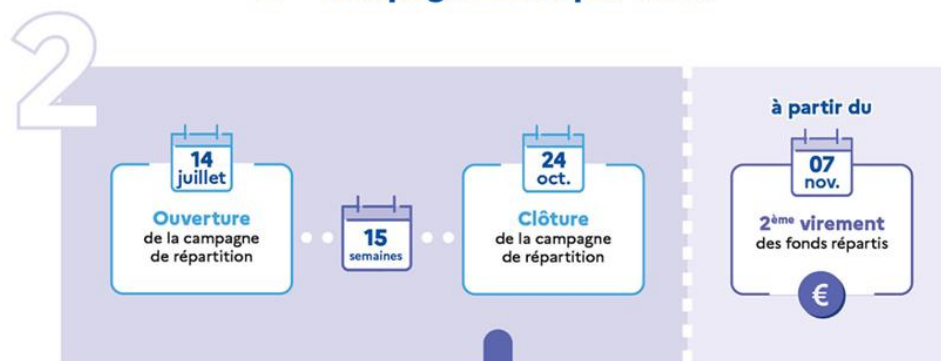 2
14
juillet
Ouverture
de la campagne
de répartition
15
semaines
24
oct.
Clôture
de la campagne
de répartition
à partir du
07
nov.
2ème virement
des fonds répartis
€